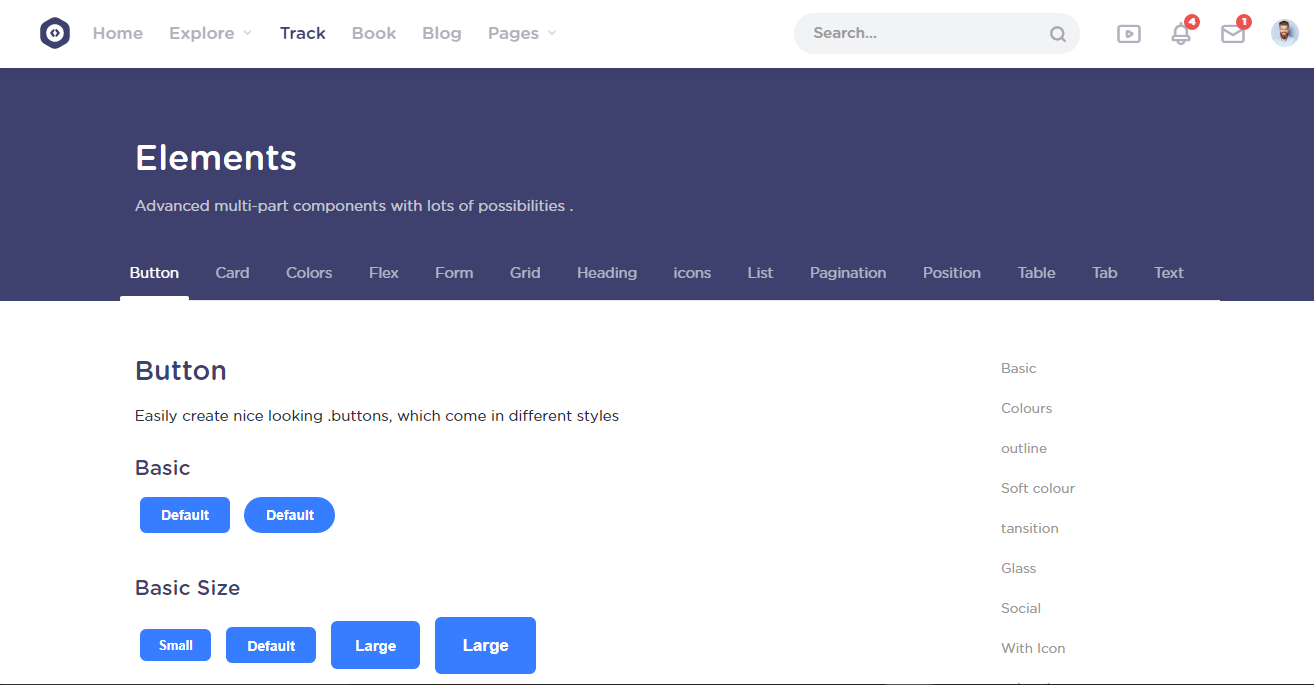 Home Explore Track Book Blog Pages Search... 4 1
Elements
Advanced multi-part components with lots of possibilities .
Button Card Colors Flex Form Grid Heading icons List Pagination Position Table Tab Text
Button
Easily create nice looking .buttons, which come in different styles
Basic
Default Default
Basic Size
Small Default Large Large
Basic
Colours
outline
Soft colour
tansition
Glass
Social
With Icon